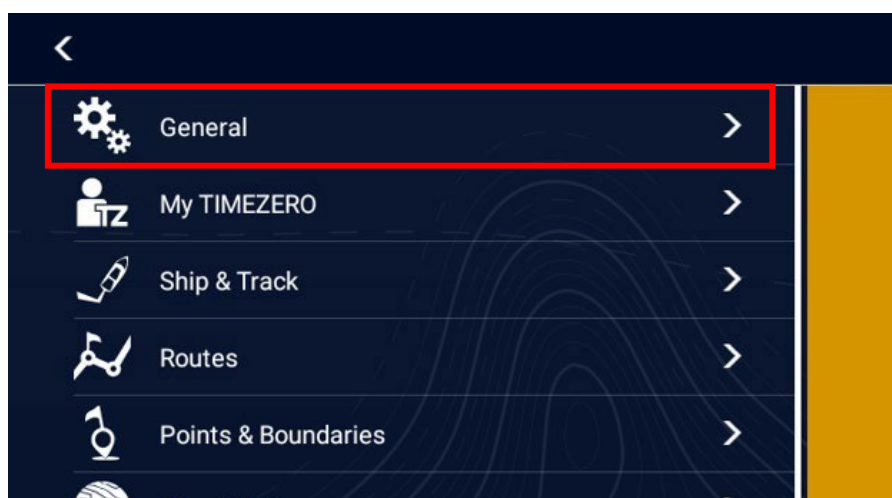 General
My TIMEZERO
Ship & Track
Routes
Points & Boundaries